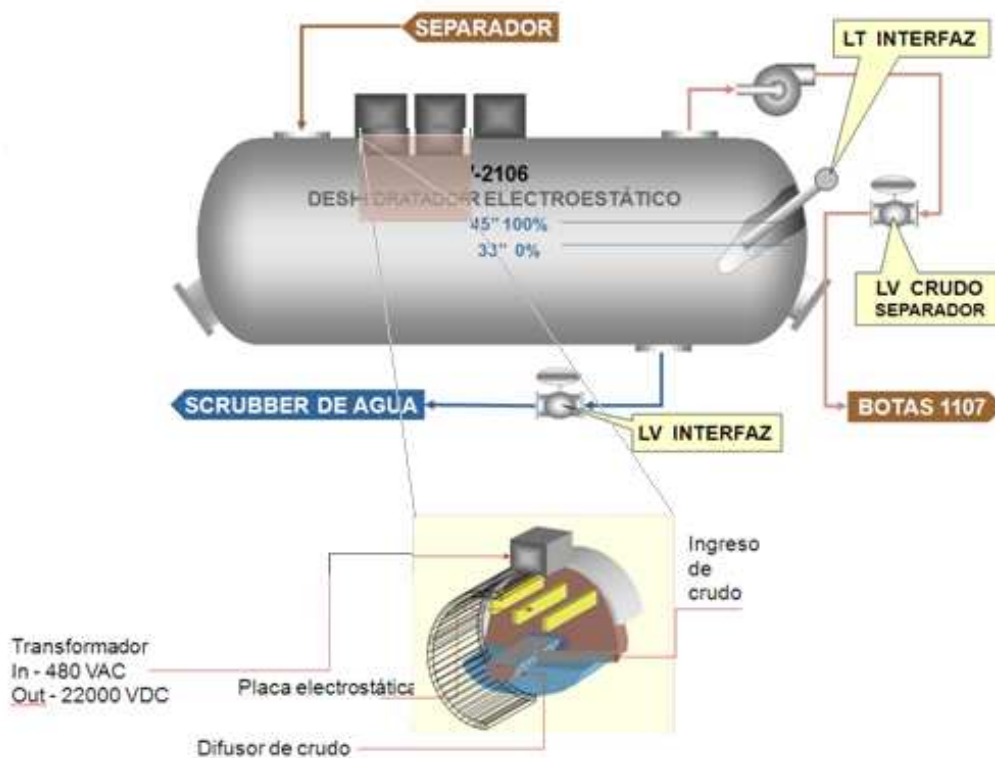 SEPARADOR
LT INTERFAZ
-2106
ELECTROESTÁTICO
45" 100%
33" 0%
LV CRUDO
SEPARADOR
SCRUBBER DE AGUA
BOTAS 1107
LV INTERFAZ
Ingreso
de
crudo
Transformador
In - 480 VAC
Out - 22000 VDC
Placa electrostática
Difusor de crudo